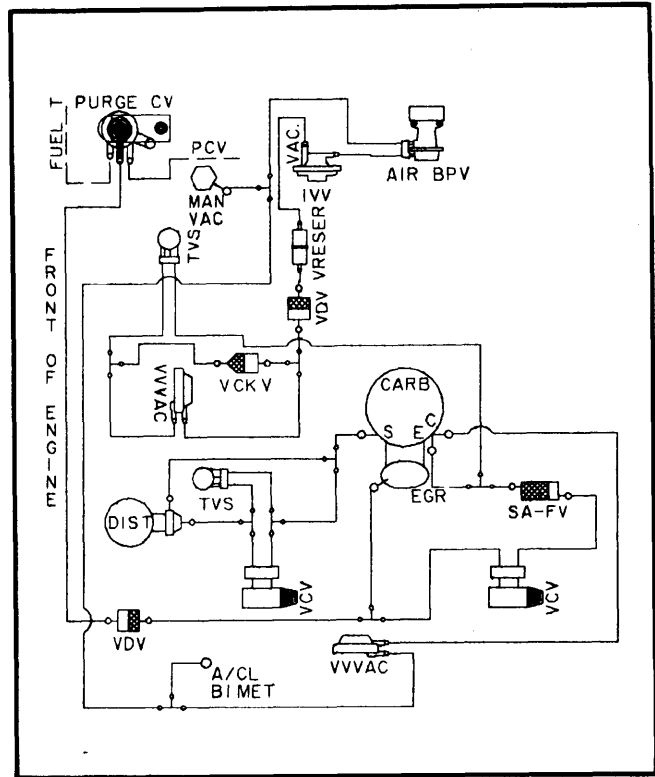 PURGE CV
FUEL T
PCV
MAN
VAC
VAC.
IVV
AIR BPV
TVS
VRESER
VDV
FRONT OF ENGINE
VCKV
VVVAC
CARB
S
E
C
EGR
TVS
DIST
SA-FV
VCV
VCV
VDV
VVVAC
A/CL
BIMET